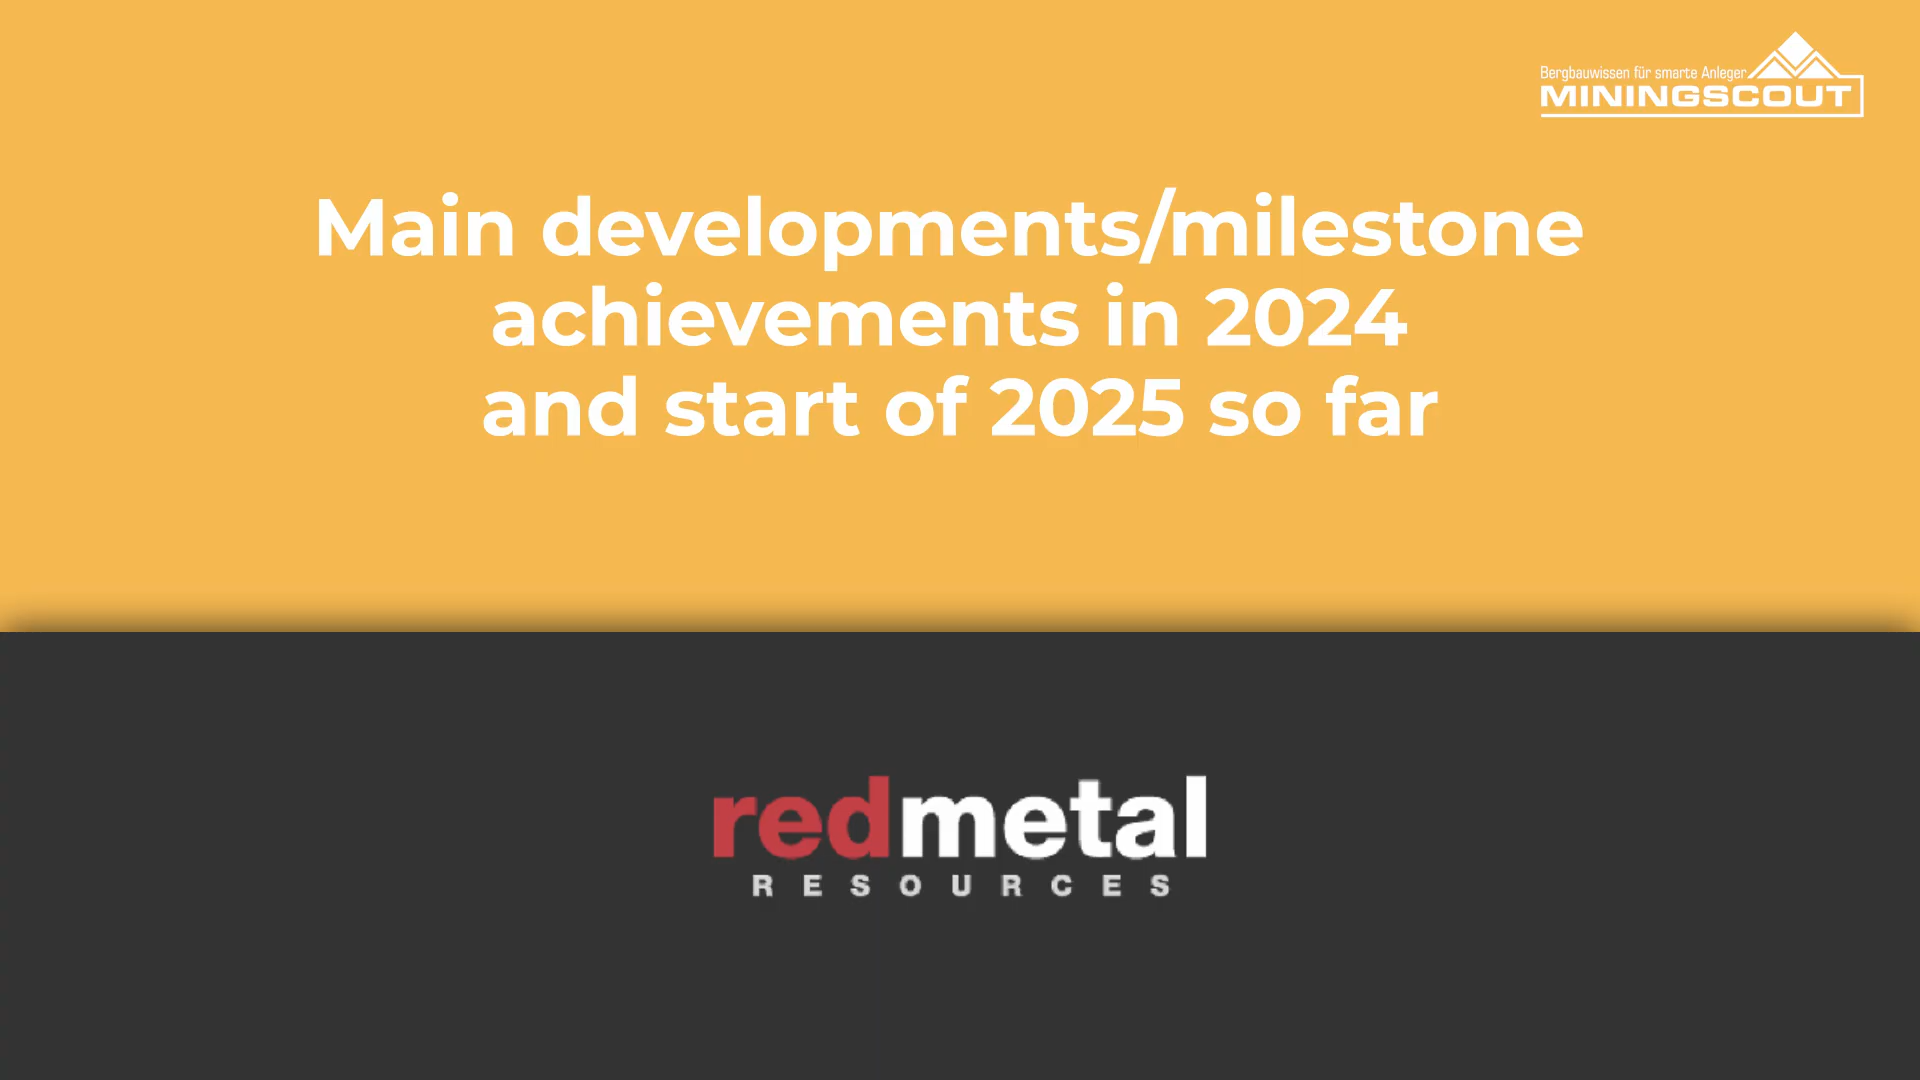 Bergbauwissen für smarte Anleger
MININGSCOUT
Main developments/milestone
achievements in 2024
and start of 2025 so far
redmetal
RESOURCES